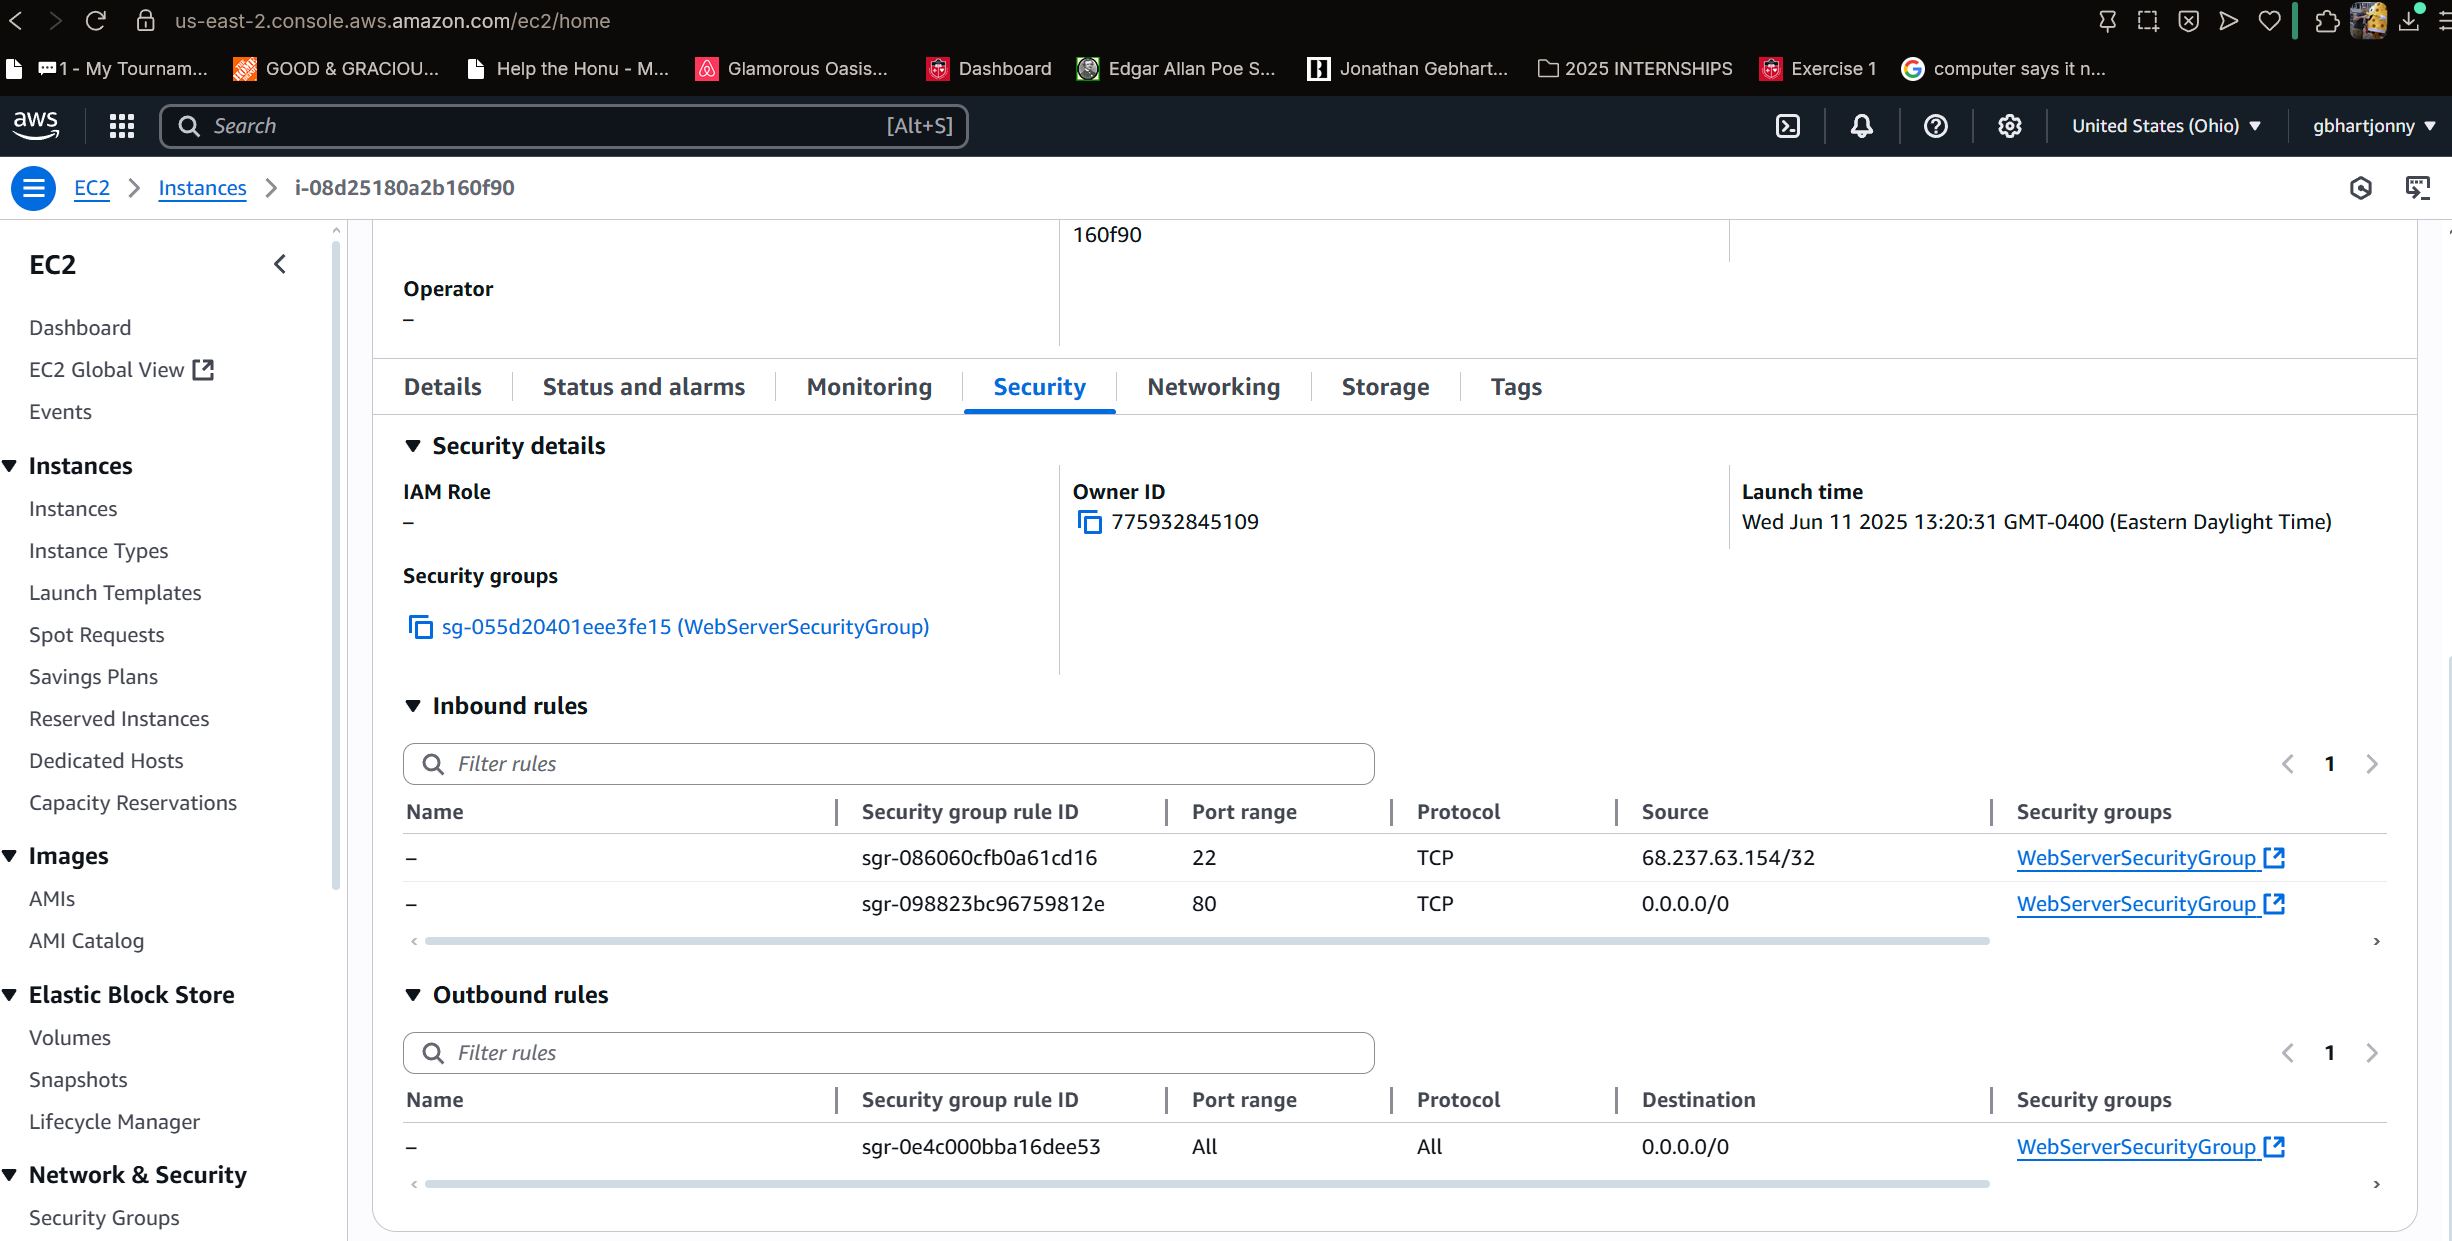 us-east-2.console.aws.amazon.com/ec2/home
1 - My Tournam...
GOOD & GRACIOU...
Help the Honu - M...
Glamorous Oasis...
Dashboard
Edgar Allan Poe S...
Jonathan Gebhart...
2025 INTERNSHIPS
Exercise 1
computer says it n...
aws
Search
[Alt+S]
United States (Ohio)
gbhartjonny
EC2
Instances
i-08d25180a2b160f90
EC2
Dashboard
EC2 Global View
Events
Instances
Instances
Instance Types
Launch Templates
Spot Requests
Savings Plans
Reserved Instances
Dedicated Hosts
Capacity Reservations
Images
AMIs
AMI Catalog
Elastic Block Store
Volumes
Snapshots
Lifecycle Manager
Network & Security
Security Groups
160f90
Operator
–
Details
Status and alarms
Monitoring
Security
Networking
Storage
Tags
Security details
IAM Role
–
Owner ID
775932845109
Launch time
Wed Jun 11 2025 13:20:31 GMT-0400 (Eastern Daylight Time)
Security groups
sg-055d20401eee3fe15 (WebServerSecurityGroup)
Inbound rules
Filter rules
1
Name Security group rule ID Port range Protocol Source Security groups
– sgr-086060cfb0a61cd16 22 TCP 68.237.63.154/32 WebServerSecurityGroup
– sgr-098823bc96759812e 80 TCP 0.0.0.0/0 WebServerSecurityGroup
Outbound rules
Filter rules
1
Name Security group rule ID Port range Protocol Destination Security groups
– sgr-0e4c000bba16dee53 All All 0.0.0.0/0 WebServerSecurityGroup